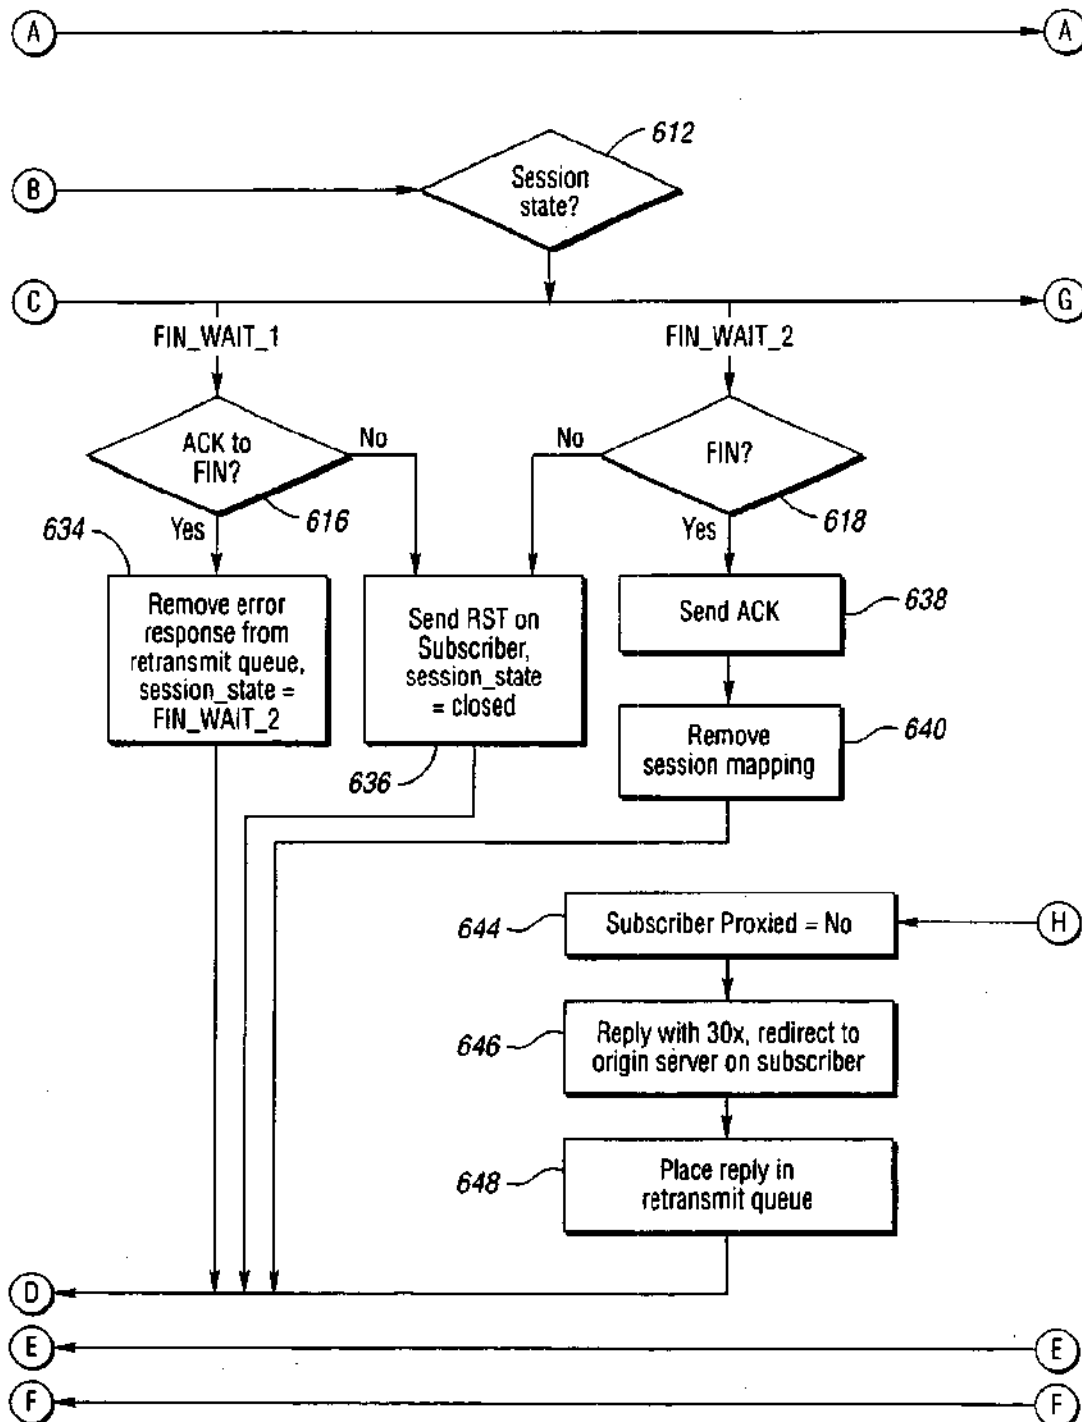 A
A
612
B
Session
state?
C
G
FIN_WAIT_1
FIN_WAIT_2
ACK to
FIN?
No
No
FIN?
616
618
634
Yes
Yes
Remove error
response from
retransmit queue,
session_state =
FIN_WAIT_2
Send RST on
Subscriber,
session_state
= closed
636
Send ACK
638
Remove
session mapping
640
644
Subscriber Proxied = No
H
646
Reply with 30x, redirect to
origin server on subscriber
648
Place reply in
retransmit queue
D
E
E
F
F